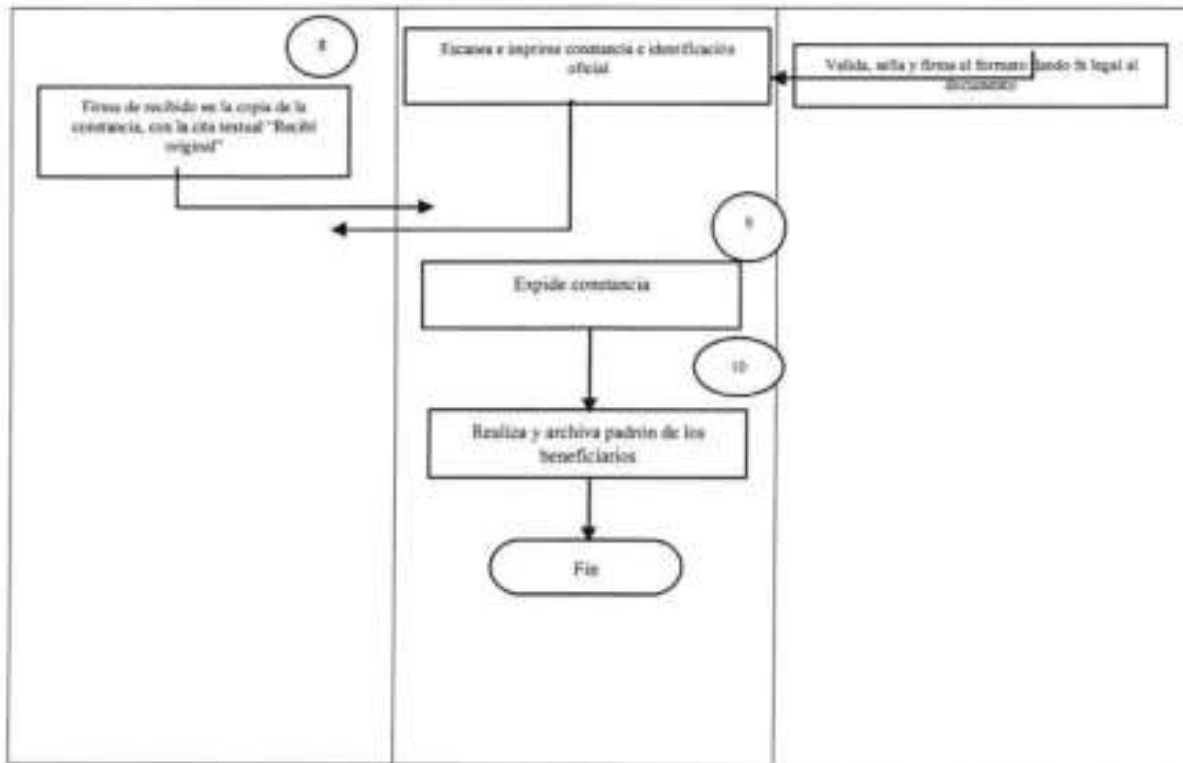 8
Escanea e imprime constancia e identificación
oficial
Valida, sella y firma el formato dando fe legal al
documento
Firma de recibido en la copia de la
constancia, con la cita textual "Recibí
original"
9
Expide constancia
10
Realiza y archiva padrón de los
beneficiarios
Fin